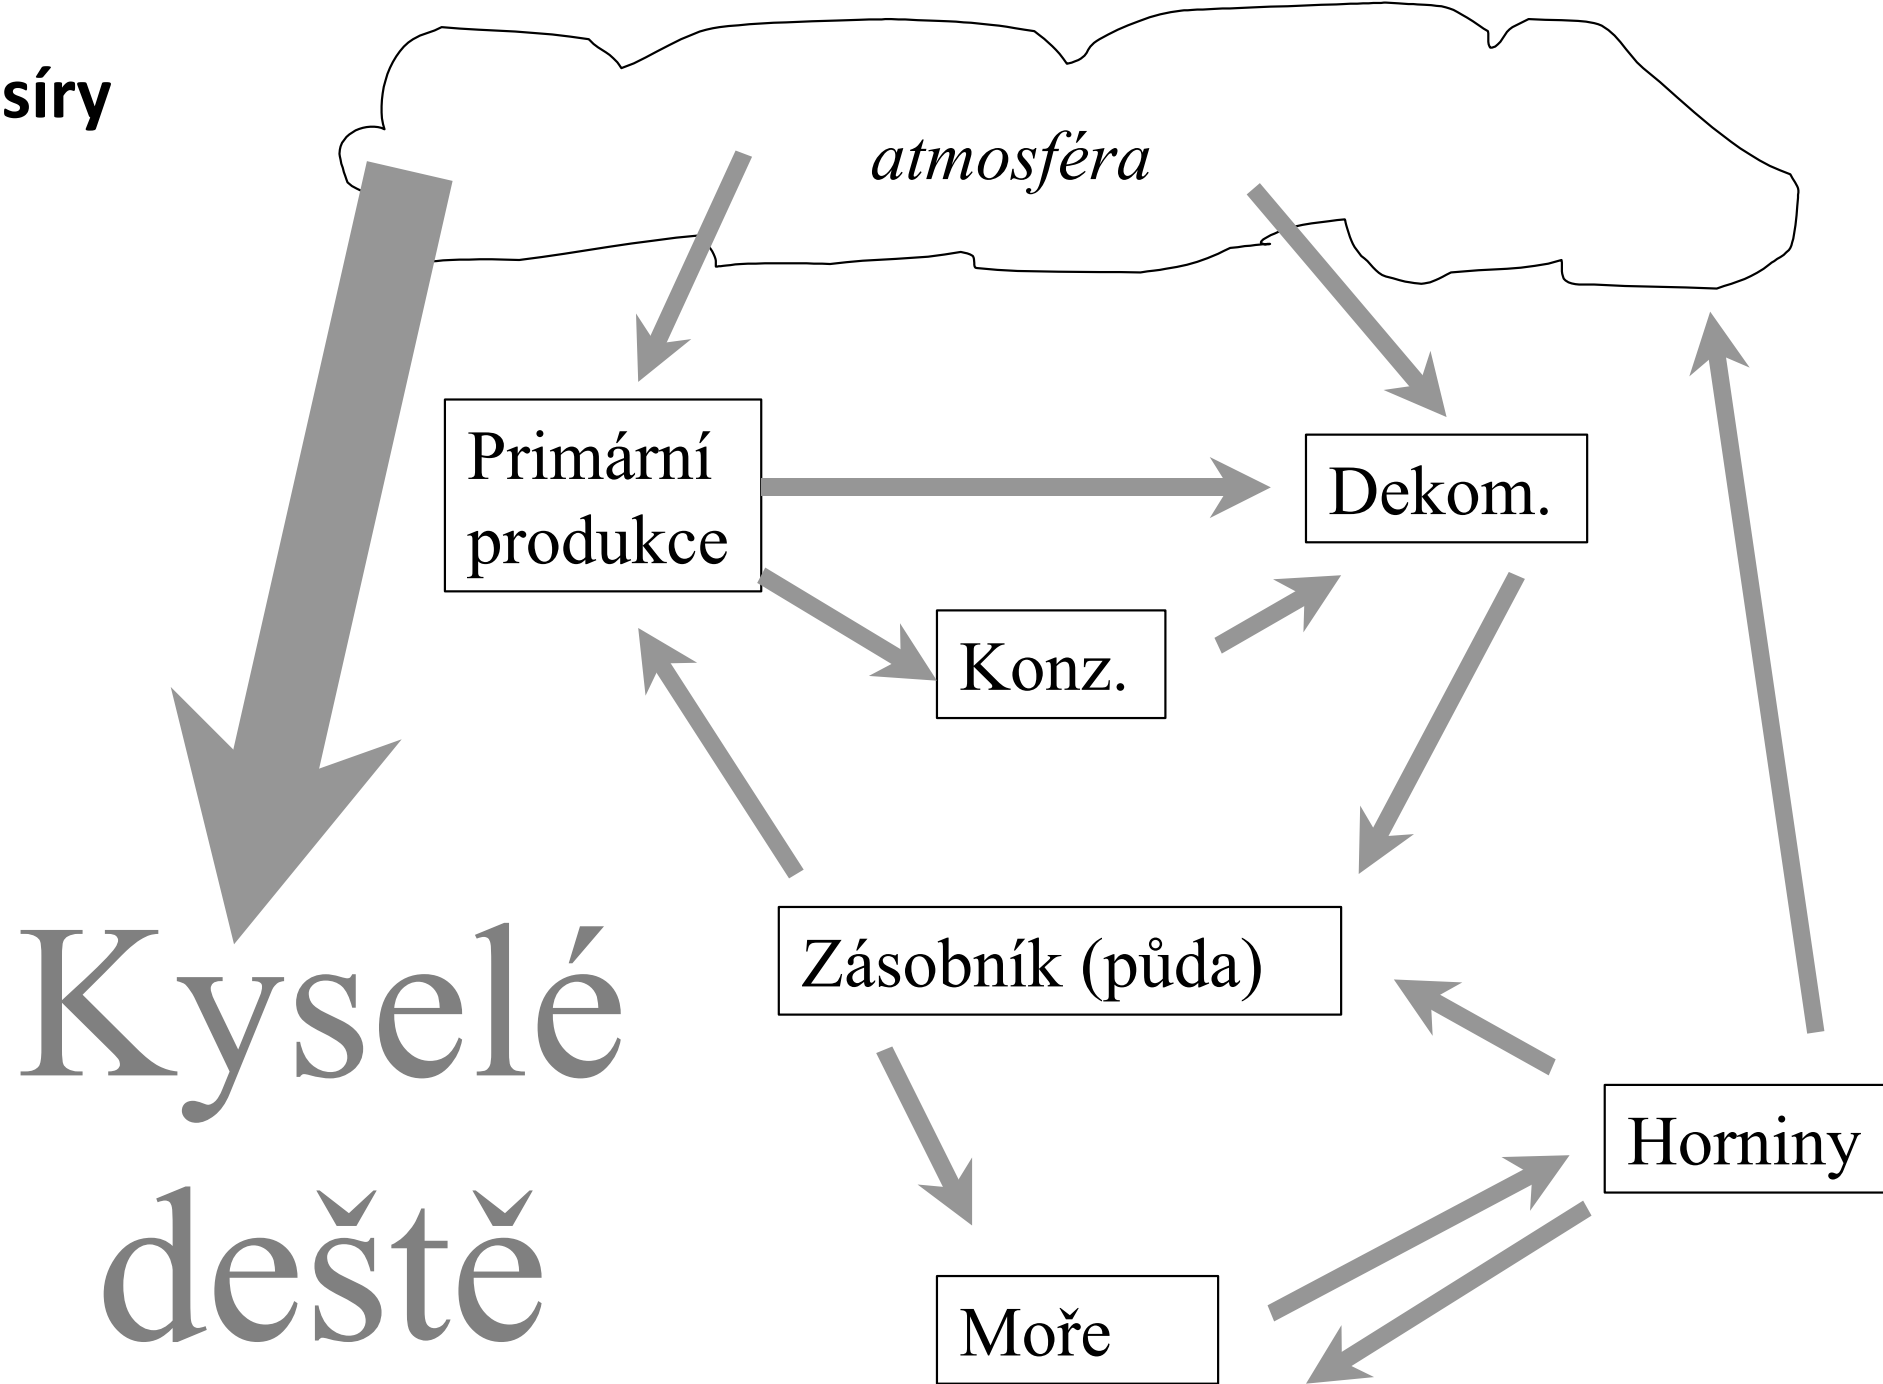 síry
atmosféra
Primární
produkce
Dekom.
Konz.
Zásobník (půda)
Kyselé
deště
Horniny
Moře